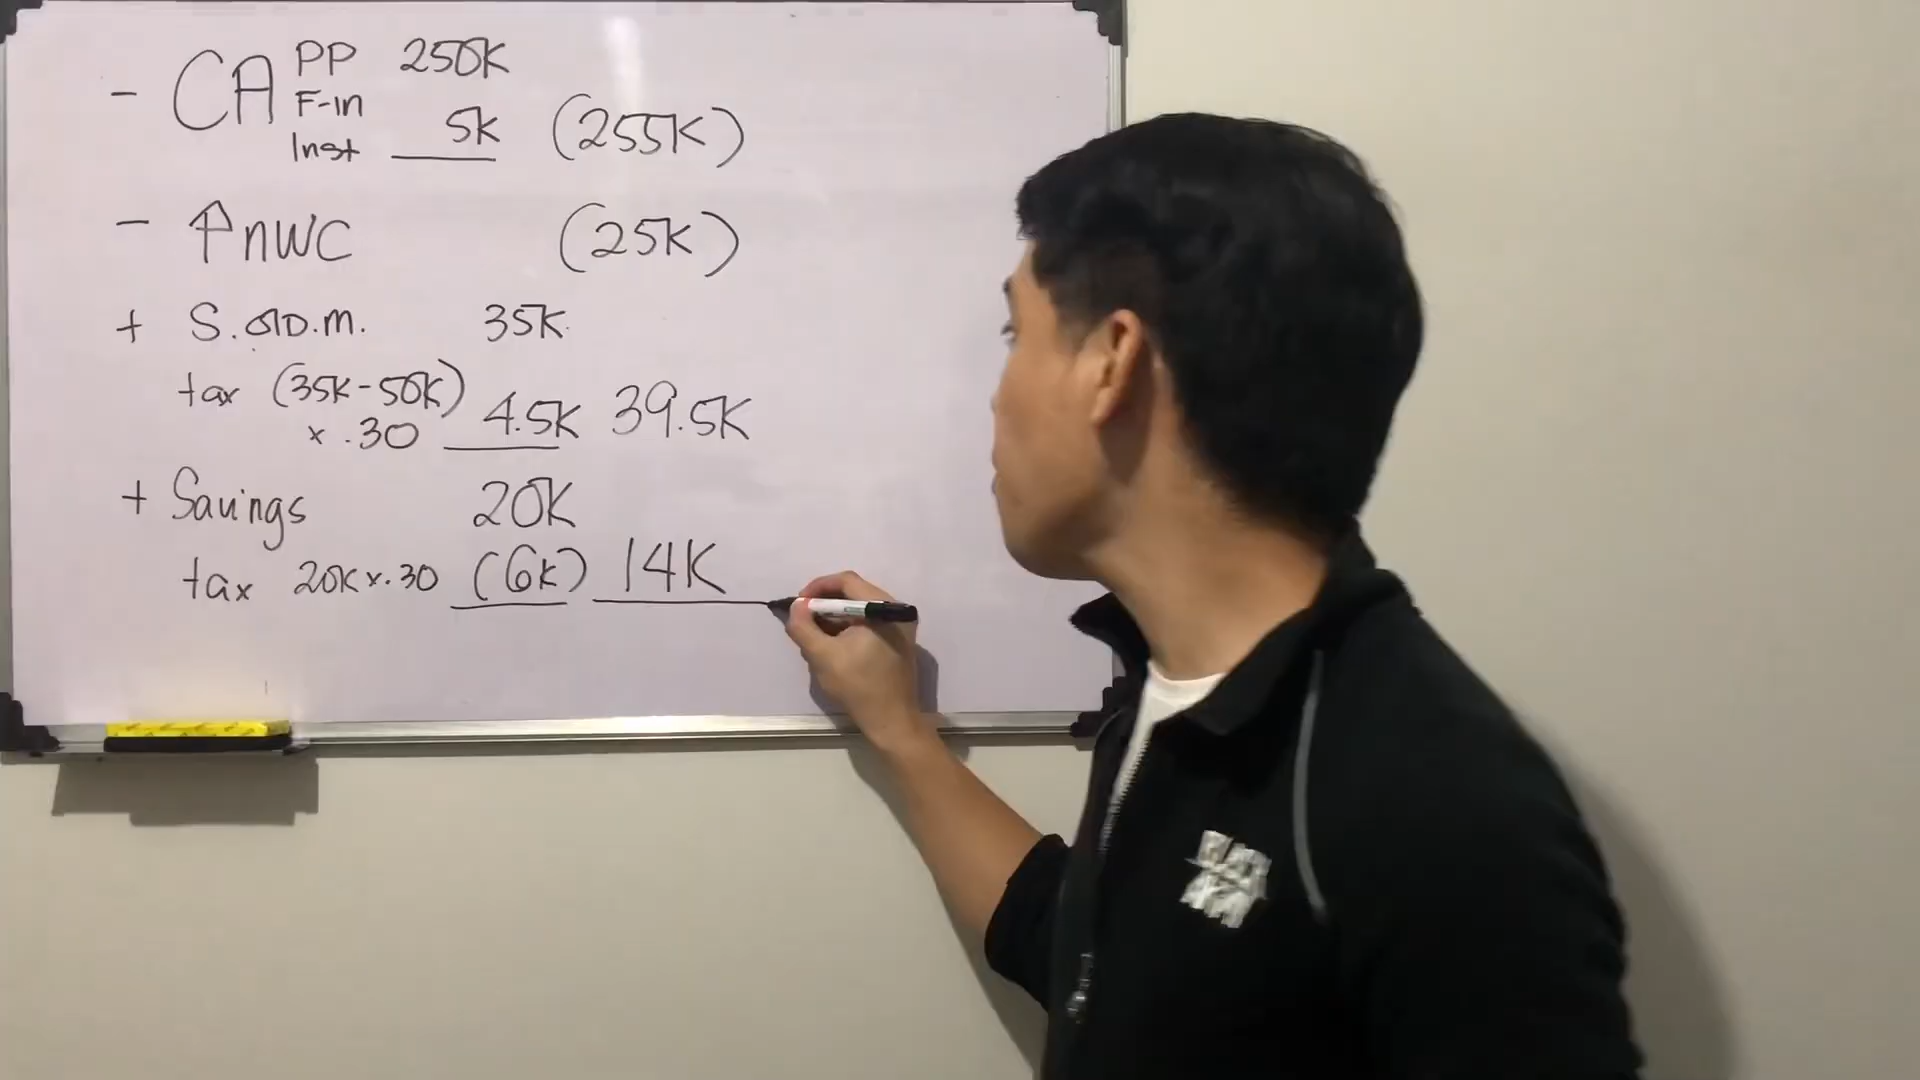 - CA PP 250K
F-in
Inst 5K (255K)
- ↑nWC (25K)
+ S. OLD.m. 35K
tax (35K-50K) 4.5K 39.5K
x .30
+ Savings 20K
tax 20K x.30 (6K) 14K